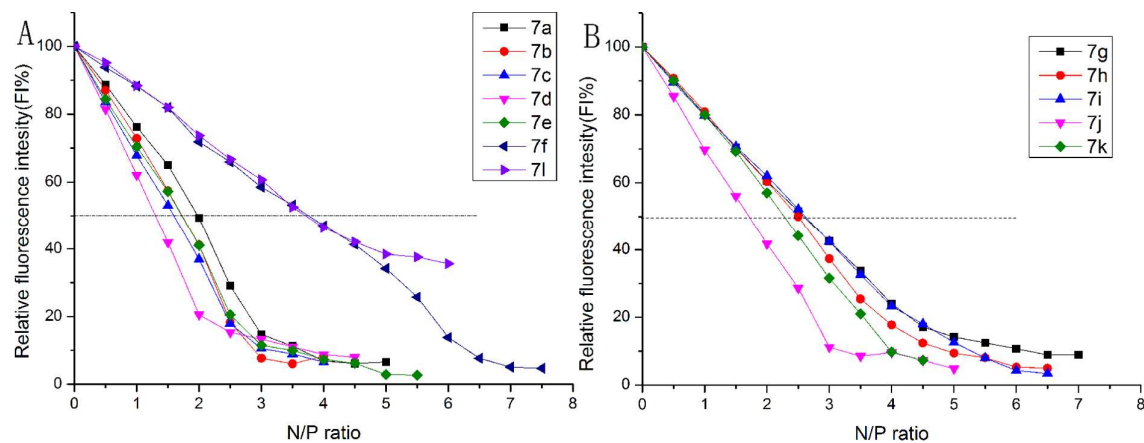 A
7a
7b
7c
7d
7e
7f
7l
Relative fluorescence intesity(FI%)
100
80
60
40
20
0
0 1 2 3 4 5 6 7 8
N/P ratio
B
7g
7h
7i
7j
7k
Relative fluorescence intesity(FI%)
100
80
60
40
20
0
0 1 2 3 4 5 6 7 8
N/P ratio